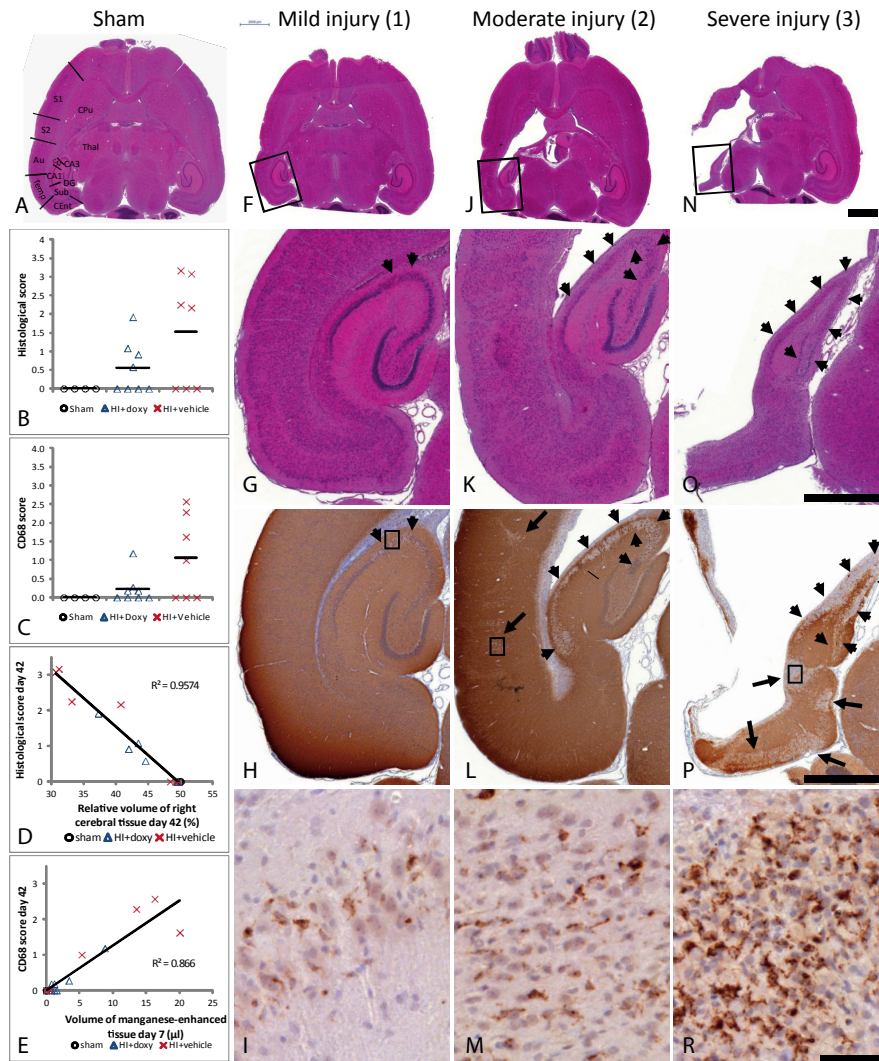 Sham
Mild injury (1)
Moderate injury (2)
Severe injury (3)
S1
CPu
S2
Thal
Au
CA3
CA1
DG
Temp
Sub
CEnt
A
F
J
N
Histological score
4
3.5
3
2.5
2
1.5
1
0.5
0
Sham HI+doxy HI+vehicle
B
G
K
O
CD68 score
4.0
3.5
3.0
2.5
2.0
1.5
1.0
0.5
0.0
Sham HI+Doxy HI+Vehicle
C
H
L
P
Histological score day 42
3
2
1
0
R² = 0.9574
30 35 40 45 50 55
Relative volume of right
cerebral tissue day 42 (%)
sham HI+doxy HI+vehicle
D
CD68 score day 42
3
2
1
0
R² = 0.866
0 5 10 15 20 25
Volume of manganese-enhanced
tissue day 7 (µl)
sham HI+doxy HI+vehicle
E
I
M
R